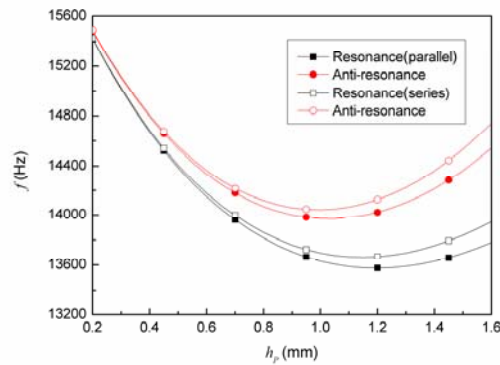 15600
15200
14800
14400
14000
13600
13200
f (Hz)
Resonance(parallel)
Anti-resonance
Resonance(series)
Anti-resonance
0.2 0.4 0.6 0.8 1.0 1.2 1.4 1.6
hp (mm)